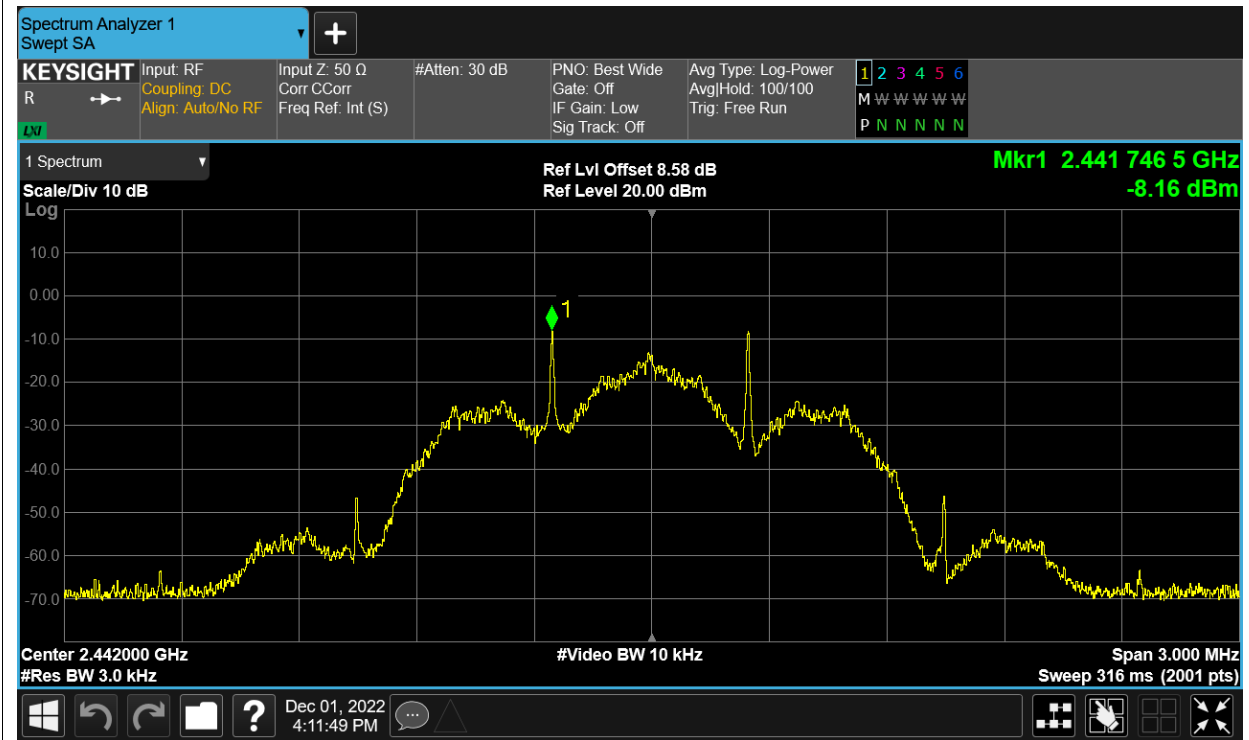 Spectrum Analyzer 1
Swept SA
KEYSIGHT
R
LXI
Input: RF
Coupling: DC
Align: Auto/No RF
Input Z: 50 Ω
Corr CCorr
Freq Ref: Int (S)
#Atten: 30 dB
PNO: Best Wide
Gate: Off
IF Gain: Low
Sig Track: Off
Avg Type: Log-Power
Avg|Hold: 100/100
Trig: Free Run
1 2 3 4 5 6
M W W W W W W
P N N N N N N
1 Spectrum
Scale/Div 10 dB
Log
Ref Lvl Offset 8.58 dB
Ref Level 20.00 dBm
Mkr1 2.441 746 5 GHz
-8.16 dBm
10.0
0.00
-10.0
-20.0
-30.0
-40.0
-50.0
-60.0
-70.0
1
Center 2.442000 GHz
#Res BW 3.0 kHz
#Video BW 10 kHz
Span 3.000 MHz
Sweep 316 ms (2001 pts)
?
Dec 01, 2022
4:11:49 PM